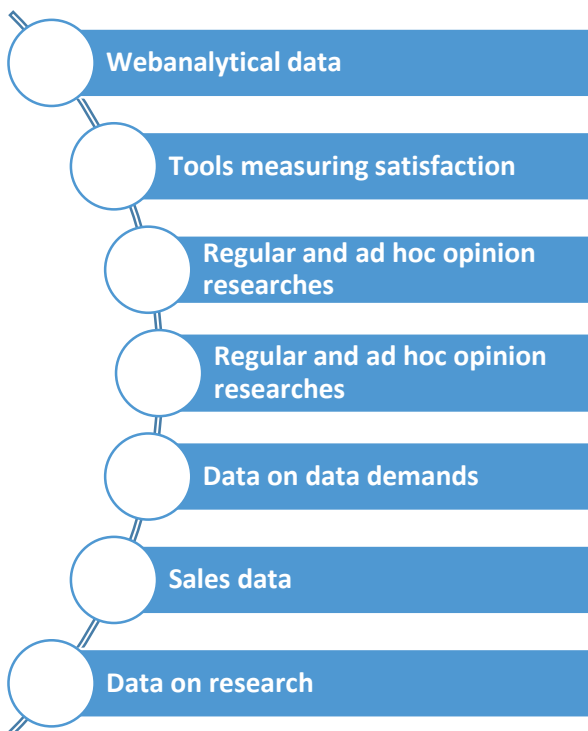 Webanalytical data
Tools measuring satisfaction
Regular and ad hoc opinion
researches
Regular and ad hoc opinion
researches
Data on data demands
Sales data
Data on research